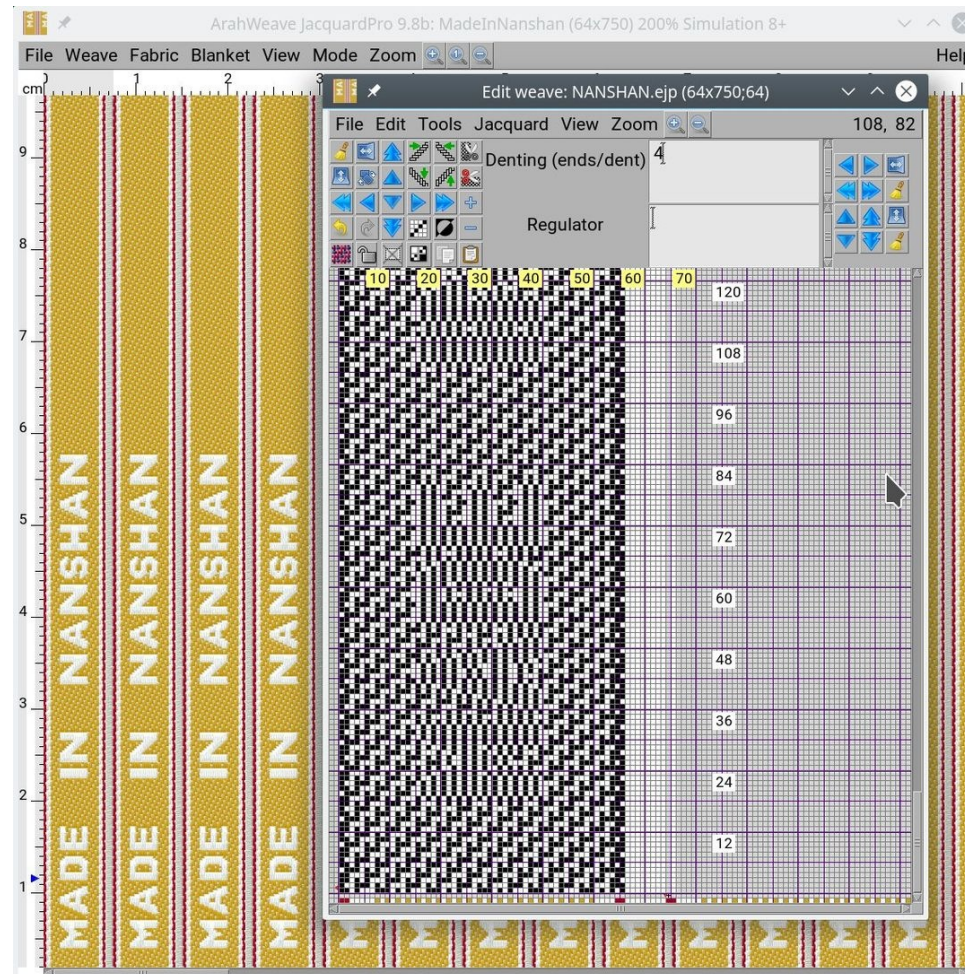 ArahWeave JacquardPro 9.8b: MadeInNanshan (64x750) 200% Simulation 8+
File Weave Fabric Blanket View Mode Zoom Help
cm 1 2 3
Edit weave: NANSHAN.ejp (64x750;64)
File Edit Tools Jacquard View Zoom 108, 82
Denting (ends/dent) 4
Regulator
10 20 30 40 50 60 70
120
108
96
84
72
60
48
36
24
12
9
8
7
6
5
4
3
2
1
MADE IN NANSHAN
MADE IN NANSHAN
MADE IN NANSHAN
MADE IN NANSHAN